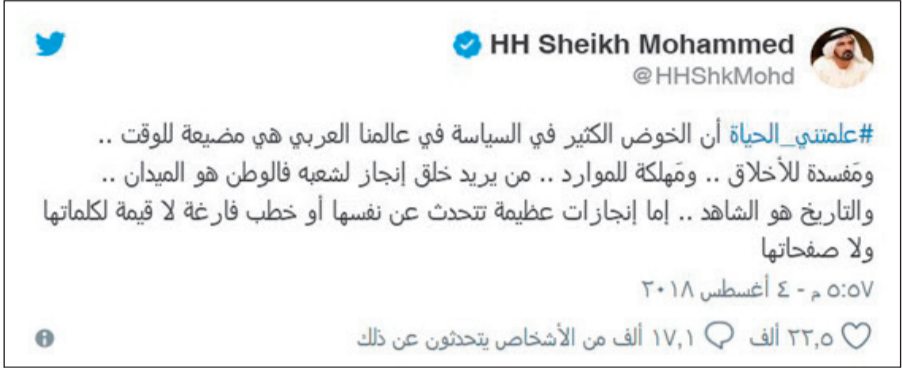 HH Sheikh Mohammed
@HHShkMohd
#علمتني_الحياة أن الخوض الكثير في السياسة في عالمنا العربي هي مضيعة للوقت ..
ومَفسدة للأخلاق .. ومَهلكة للموارد .. من يريد خلق إنجاز لشعبه فالوطن هو الميدان ..
والتاريخ هو الشاهد .. إما إنجازات عظيمة تتحدث عن نفسها أو خطب فارغة لا قيمة لكلماتها
ولا صفحاتها
٥:٥٧ م - ٤ أغسطس ٢٠١٨
٢٢,٥ ألف ١٧,١ ألف من الأشخاص يتحدثون عن ذلك